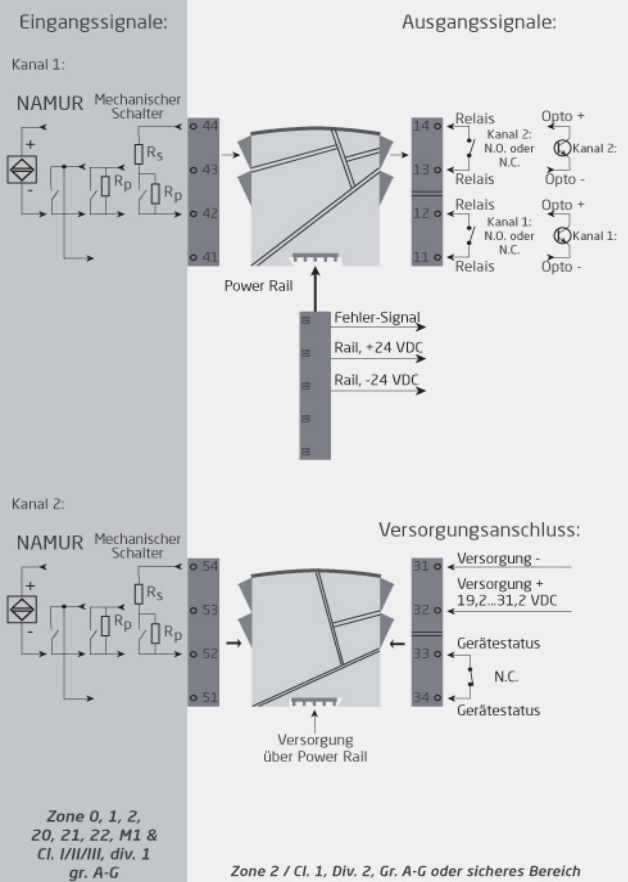 Eingangssignale:
Ausgangssignale:
Kanal 1:
NAMUR
Mechanischer
Schalter
+
-
Rp
Rs
Rp
44
43
42
41
14
13
12
11
Relais
Kanal 2:
N.O. oder
N.C.
Relais
Opto +
Kanal 2:
Opto -
Relais
Kanal 1:
N.O. oder
N.C.
Relais
Opto +
Kanal 1:
Opto -
Power Rail
Fehler-Signal
Rail, +24 VDC
Rail, -24 VDC
Kanal 2:
NAMUR
Mechanischer
Schalter
+
-
Rp
Rs
Rp
54
53
52
51
Versorgungsanschluss:
31
32
33
34
Versorgung -
Versorgung +
19,2...31,2 VDC
Gerätestatus
N.C.
Gerätestatus
Versorgung
über Power Rail
Zone 0, 1, 2,
20, 21, 22, M1 &
Cl. I/II/III, div. 1
gr. A-G
Zone 2 / Cl. 1, Div. 2, Gr. A-G oder sicheres Bereich